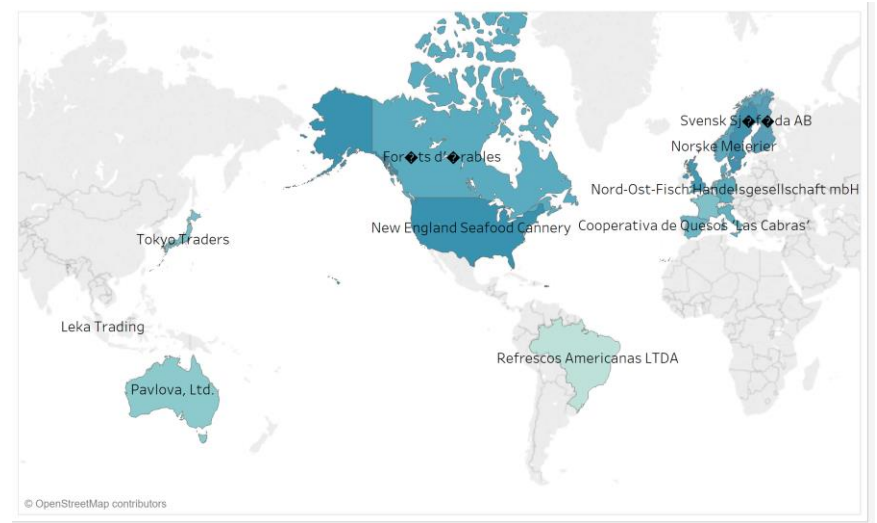 Svensk Sj�f�da AB
Norske Meierier
For�ts d'�rables
Nord-Ost-Fisch Handelsgesellschaft mbH
New England Seafood Cannery
Cooperativa de Quesos 'Las Cabras'
Tokyo Traders
Leka Trading
Refrescos Americanas LTDA
Pavlova, Ltd.
© OpenStreetMap contributors